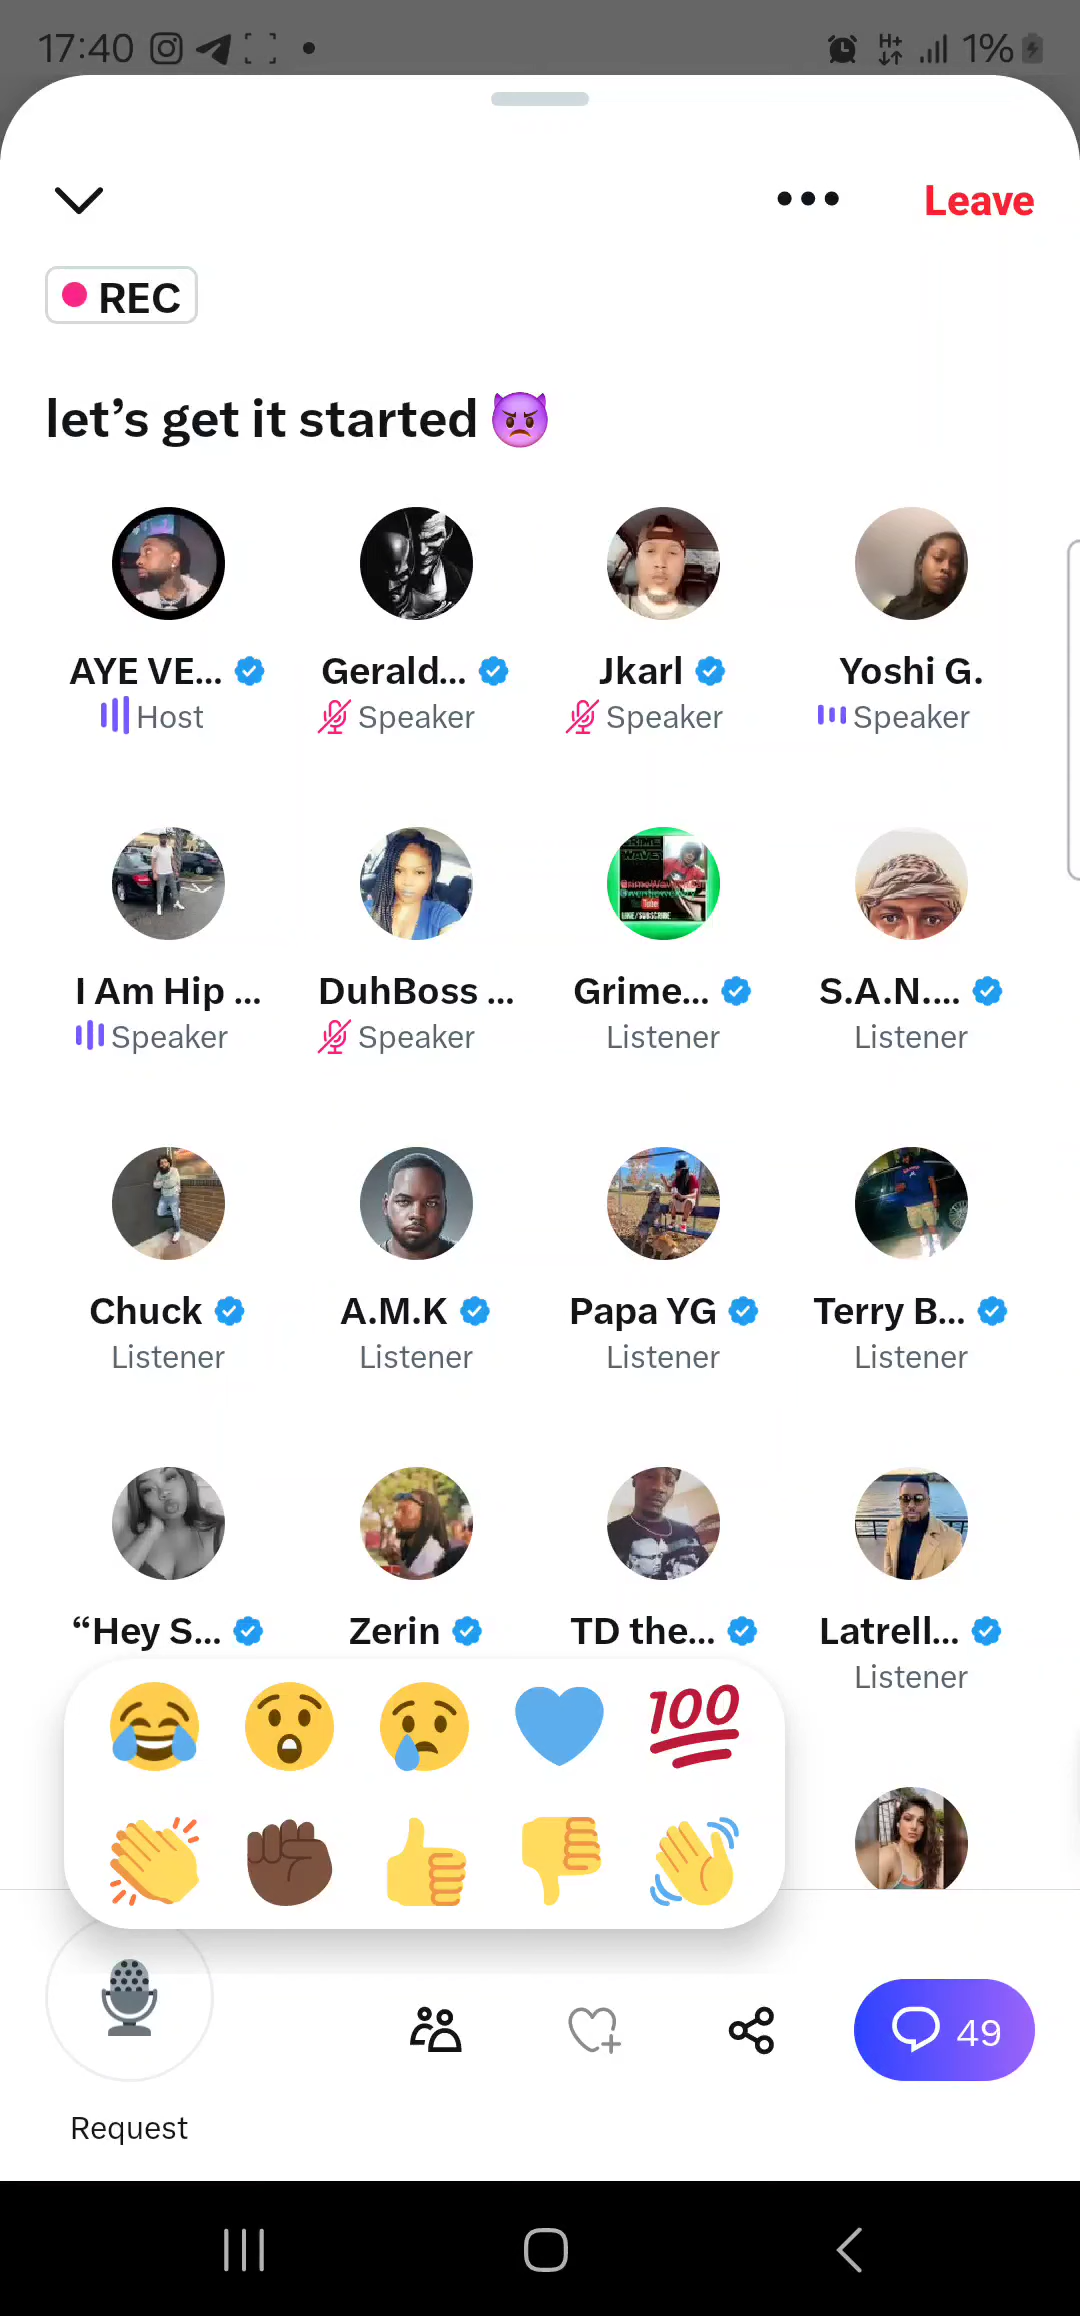 17:40 H+ 1%
Leave
REC
let’s get it started
AYE VE... Gerald... Jkarl Yoshi G.
Host Speaker Speaker Speaker
I Am Hip ... DuhBoss ... Grime... S.A.N....
Speaker Speaker Listener Listener
Chuck A.M.K Papa YG Terry B...
Listener Listener Listener Listener
“Hey S... Zerin TD the... Latrell...
Listener
100
49
Request